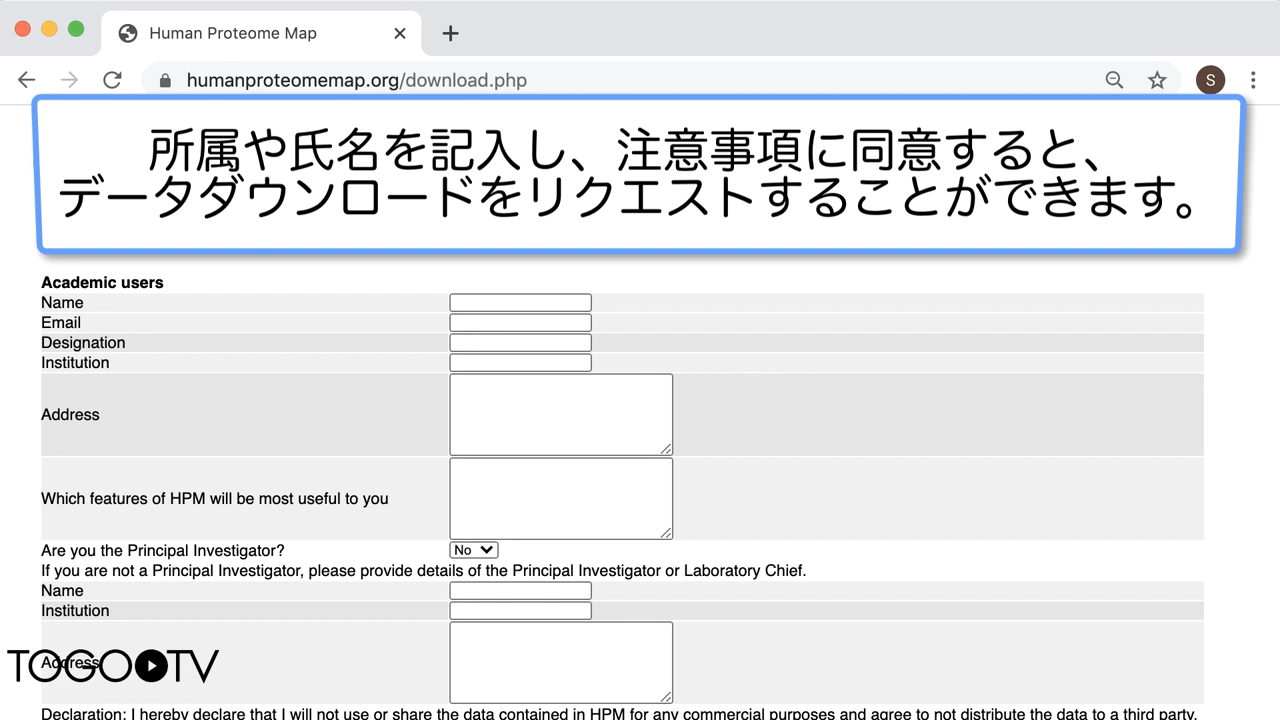 Human Proteome Map
humanproteomemap.org/download.php
S
所属や氏名を記入し、注意事項に同意すると、
データダウンロードをリクエストすることができます。
Academic users
Name
Email
Designation
Institution
Address
Which features of HPM will be most useful to you
Are you the Principal Investigator? No
If you are not a Principal Investigator, please provide details of the Principal Investigator or Laboratory Chief.
Name
Institution
Address
TOGO TV
Declaration: I hereby declare that I will not use or share the data contained in HPM for any commercial purposes and agree to not distribute the data to a third party.